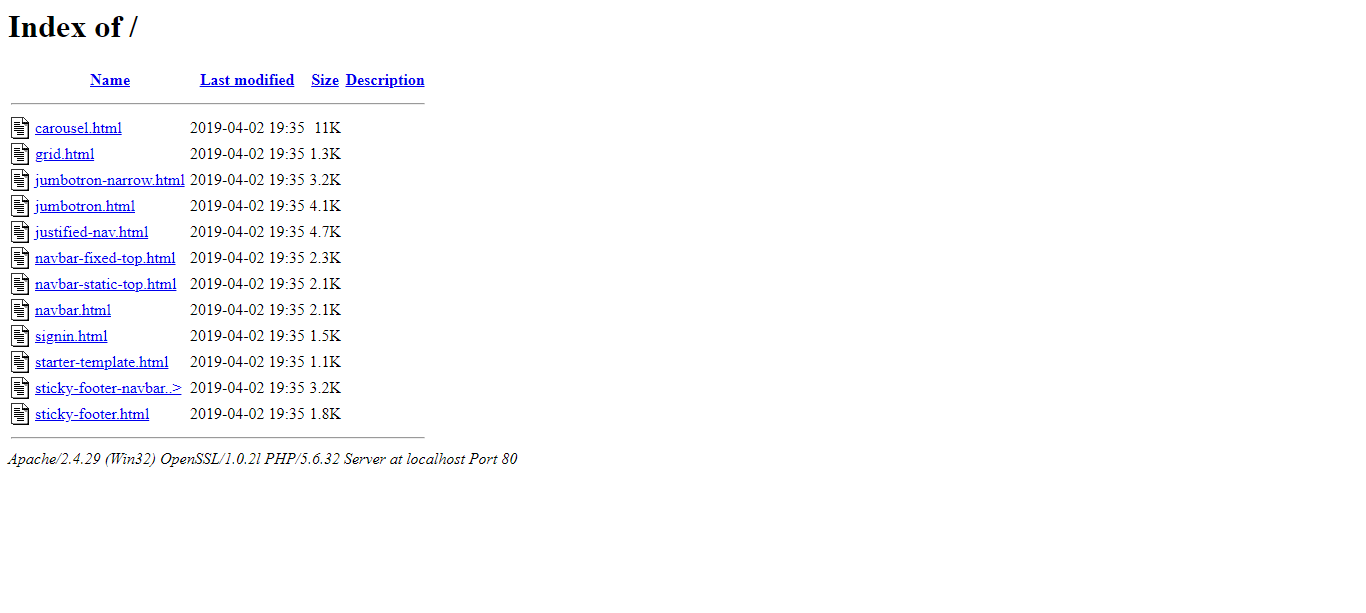 Index of /
Name Last modified Size Description
carousel.html 2019-04-02 19:35 11K
grid.html 2019-04-02 19:35 1.3K
jumbotron-narrow.html 2019-04-02 19:35 3.2K
jumbotron.html 2019-04-02 19:35 4.1K
justified-nav.html 2019-04-02 19:35 4.7K
navbar-fixed-top.html 2019-04-02 19:35 2.3K
navbar-static-top.html 2019-04-02 19:35 2.1K
navbar.html 2019-04-02 19:35 2.1K
signin.html 2019-04-02 19:35 1.5K
starter-template.html 2019-04-02 19:35 1.1K
sticky-footer-navbar..> 2019-04-02 19:35 3.2K
sticky-footer.html 2019-04-02 19:35 1.8K
Apache/2.4.29 (Win32) OpenSSL/1.0.2l PHP/5.6.32 Server at localhost Port 80